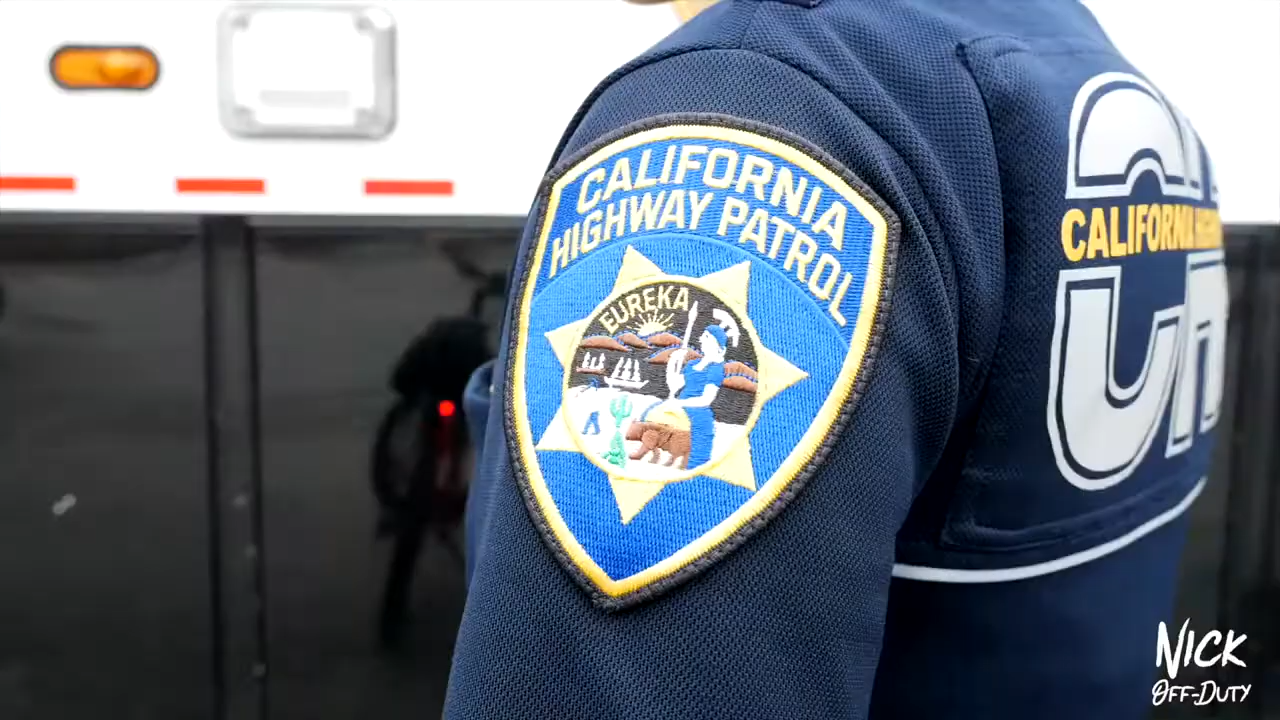 CALIFORNIA
HIGHWAY PATROL
EUREKA
CALIFORNIA
NICK
OFF-DUTY